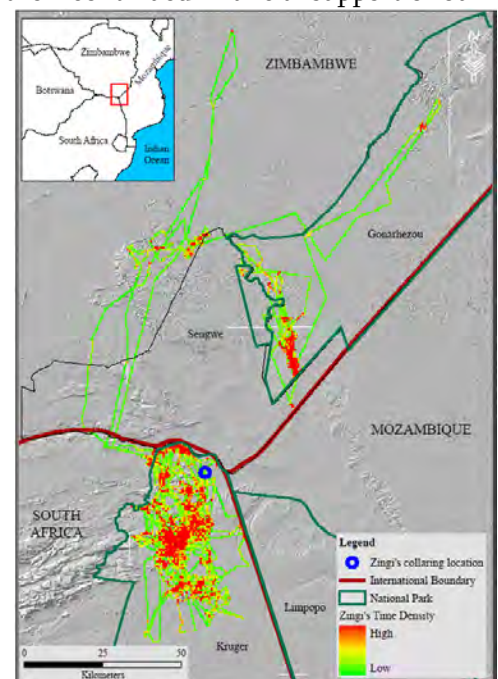 ZIMBABWE
Zimbabwe
Mozambique
Botswana
South Africa
Indian
Ocean
Gonarhezou
Sengwe
MOZAMBIQUE
SOUTH
AFRICA
Limpopo
Kruger
Legend
Zingi's collaring location
International Boundary
National Park
Zingi's Time Density
High
Low
0 25 50
Kilometers